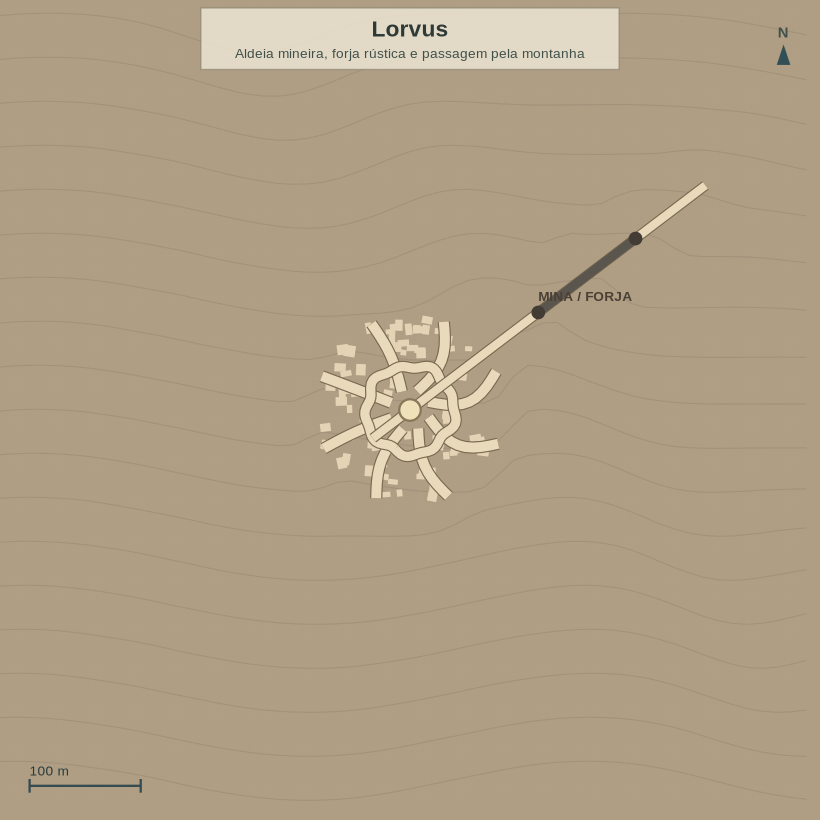 Lorvus
Aldeia mineira, forja rústica e passagem pela montanha
N
MINA / FORJA
100 m